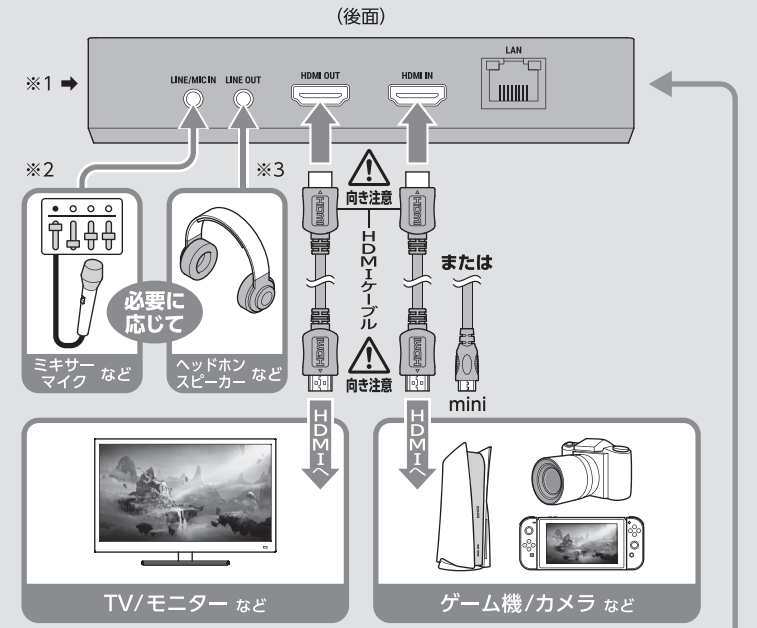 （後面）
LAN
※1
LINE/MIC IN LINE OUT HDMI OUT HDMI IN
※2
※3
向き注意
HDMI
HDMI
HDMIケーブル
または
必要に
応じて
HDMI
HDMI
向き注意
ミキサー
マイク など
ヘッドホン
スピーカー など
mini
HDMIへ
HDMIへ
TV/モニター など
ゲーム機/カメラ など